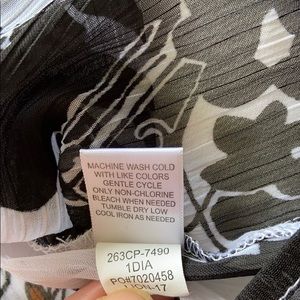 MACHINE WASH COLD
WITH LIKE COLORS
GENTLE CYCLE
ONLY NON-CHLORINE
BLEACH WHEN NEEDED
TUMBLE DRY LOW
COOL IRON AS NEEDED
263CP-7490
1DIA
PO#7020458
-17